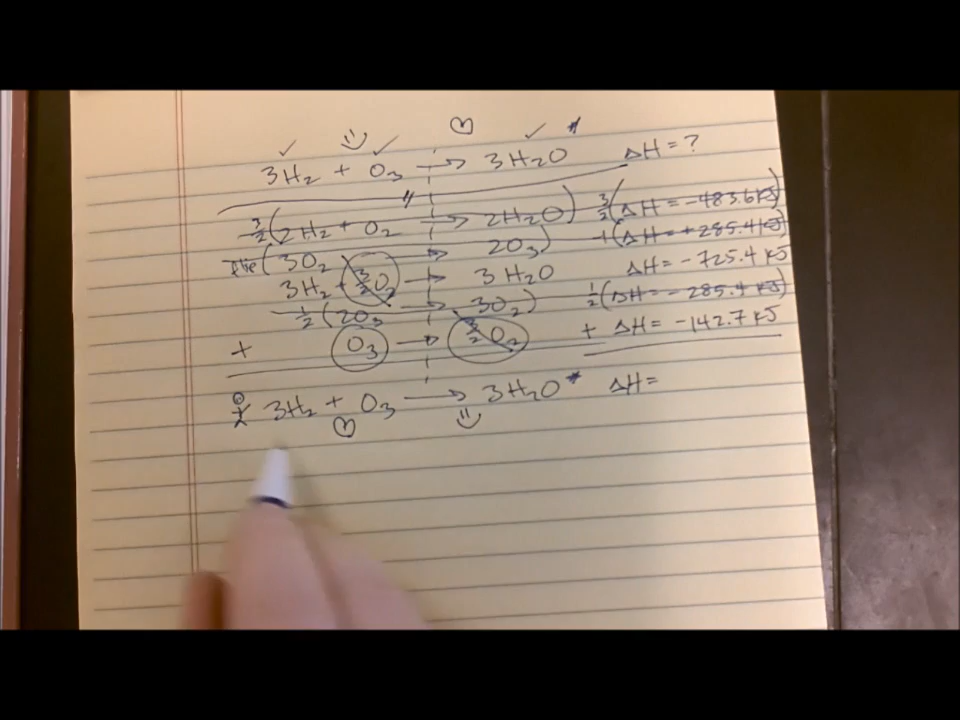 3H₂ + O₃ → 3H₂O ΔH = ?
3/2(2H₂ + O₂ → 2H₂O) 3/2(ΔH = -483.6 kJ)
(3O₂ → 2O₃) -1(ΔH = +285.4 kJ)
3H₂ + 3/2O₂ → 3H₂O ΔH = -725.4 kJ
1/2(2O₃ → 3O₂) 1/2(ΔH = -285.4 kJ)
+ O₃ → 3/2O₂ + ΔH = -142.7 kJ
3H₂ + O₃ → 3H₂O* ΔH =